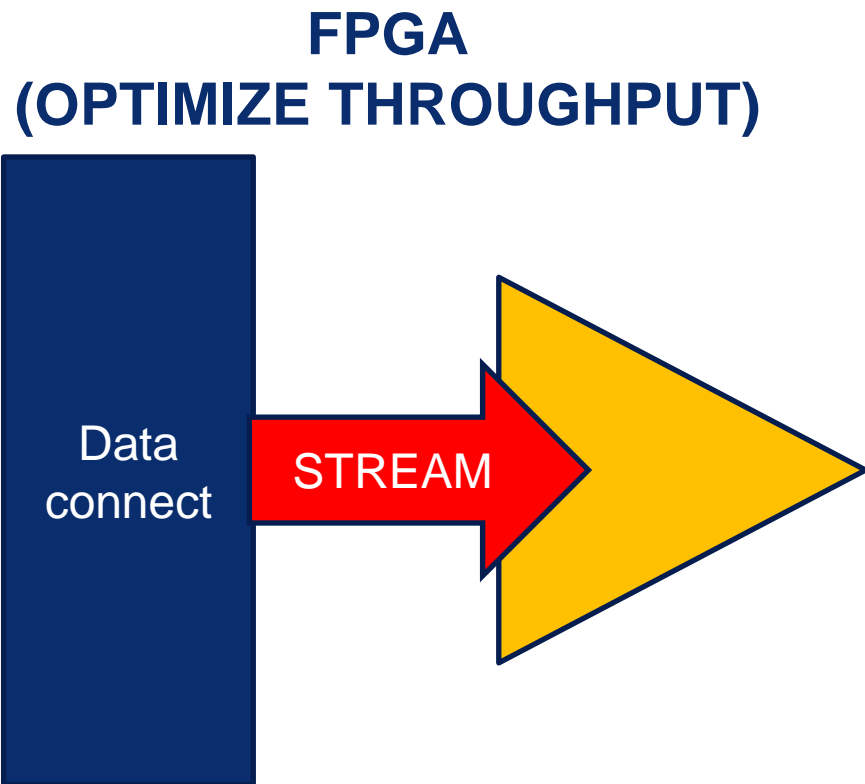 FPGA
(OPTIMIZE THROUGHPUT)
Data
connect
STREAM